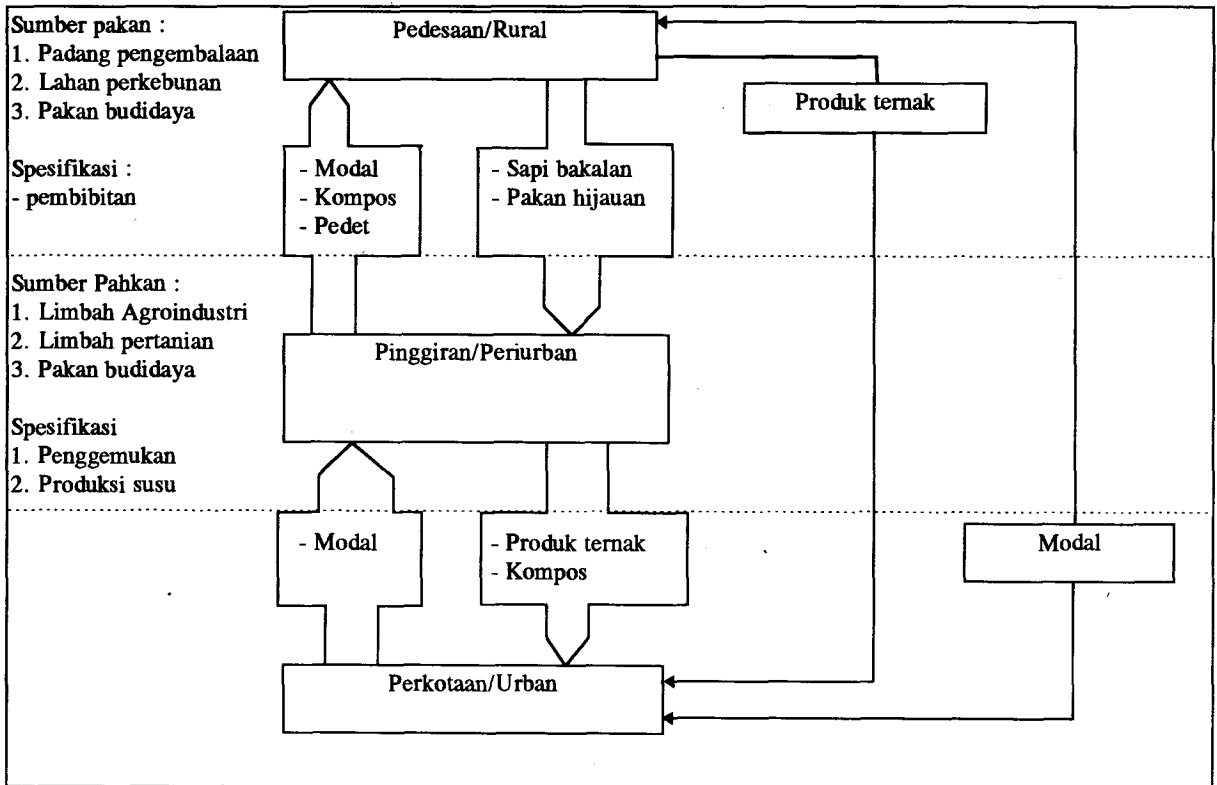 Sumber pakan :
1. Padang pengembalaan
2. Lahan perkebunan
3. Pakan budidaya
Spesifikasi :
- pembibitan
Pedesaan/Rural
Produk ternak
- Modal
- Kompos
- Pedet
- Sapi bakalan
- Pakan hijauan
Sumber Pahkan :
1. Limbah Agroindustri
2. Limbah pertanian
3. Pakan budidaya
Spesifikasi
1. Penggemukan
2. Produksi susu
Pinggiran/Periurban
- Modal
- Produk ternak
- Kompos
Modal
Perkotaan/Urban